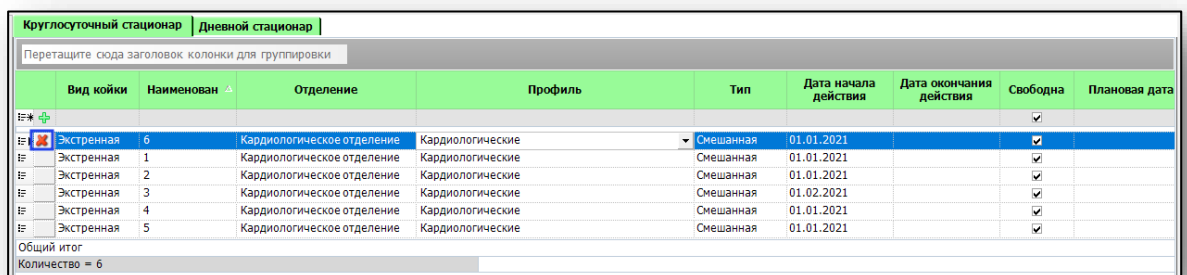 Круглосуточный стационар Дневной стационар
Перетащите сюда заголовок колонки для группировки
Вид койки Наименован Отделение Профиль Тип Дата начала действия Дата окончания действия Свободна Плановая дата
Экстренная 6 Кардиологическое отделение Кардиологические Смешанная 01.01.2021
Экстренная 1 Кардиологическое отделение Кардиологические Смешанная 01.01.2021
Экстренная 2 Кардиологическое отделение Кардиологические Смешанная 01.01.2021
Экстренная 3 Кардиологическое отделение Кардиологические Смешанная 01.02.2021
Экстренная 4 Кардиологическое отделение Кардиологические Смешанная 01.01.2021
Экстренная 5 Кардиологическое отделение Кардиологические Смешанная 01.01.2021
Общий итог
Количество = 6